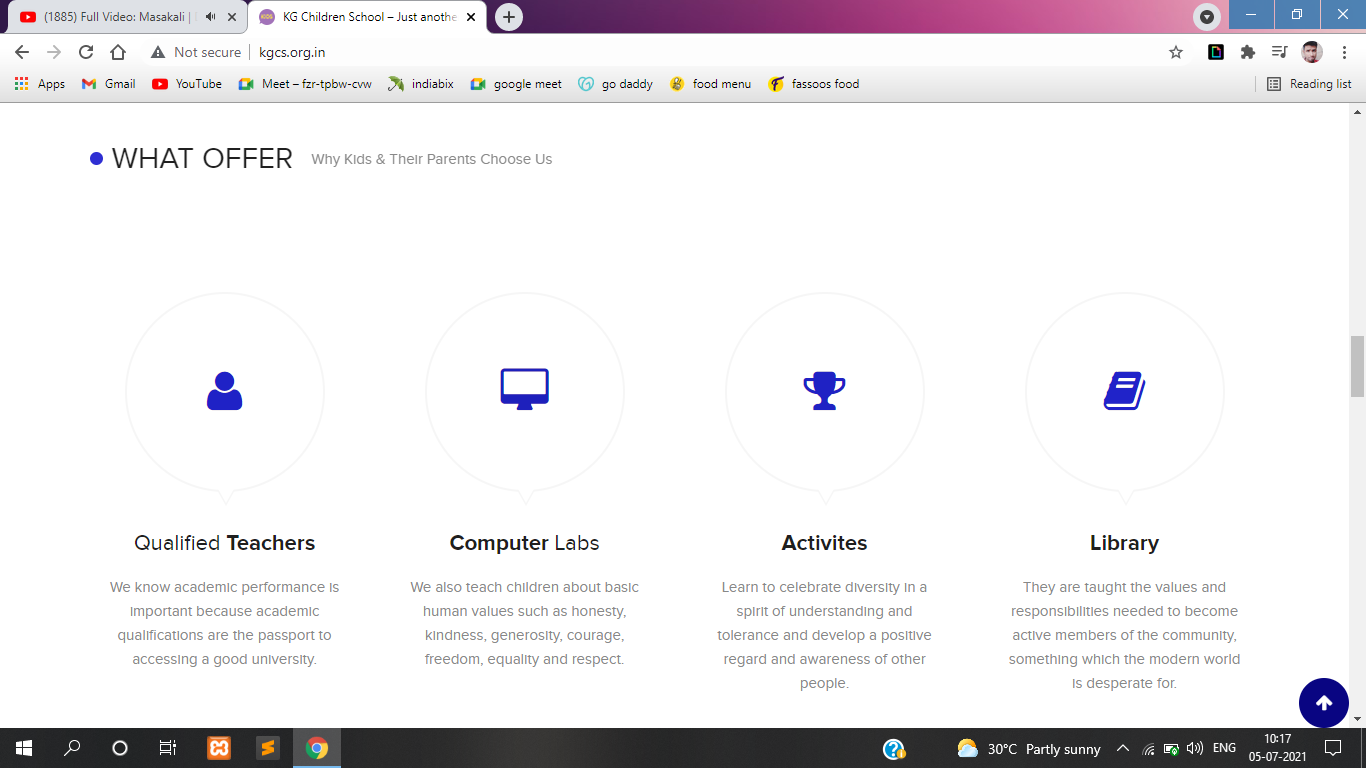 (1885) Full Video: Masakali |
KG Children School – Just anothe
Not secure
kgcs.org.in
Apps
Gmail
YouTube
Meet – fzr-tpbw-cvw
indiabix
google meet
go daddy
food menu
fassoos food
Reading list
WHAT OFFER
Why Kids & Their Parents Choose Us
Qualified Teachers
We know academic performance is
important because academic
qualifications are the passport to
accessing a good university.
Computer Labs
We also teach children about basic
human values such as honesty,
kindness, generosity, courage,
freedom, equality and respect.
Activites
Learn to celebrate diversity in a
spirit of understanding and
tolerance and develop a positive
regard and awareness of other
people.
Library
They are taught the values and
responsibilities needed to become
active members of the community,
something which the modern world
is desperate for.
30°C Partly sunny
ENG
10:17
05-07-2021